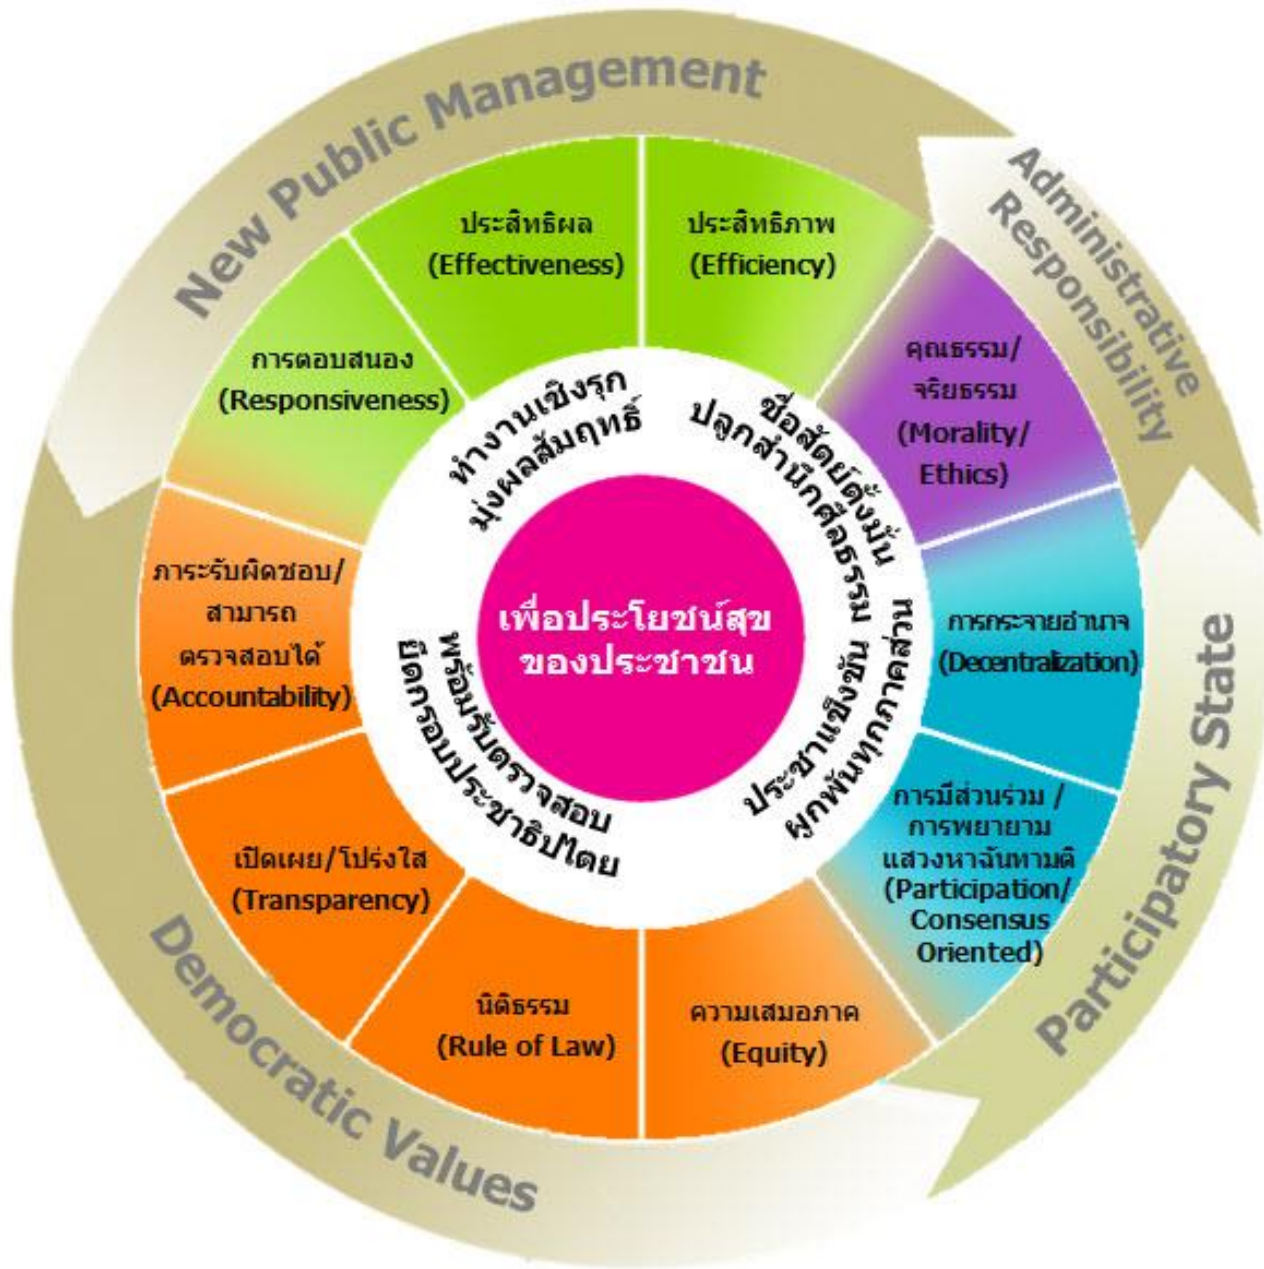 New Public Management
Administrative
Responsibility
Participatory State
Democratic Values
ประสิทธิผล
(Effectiveness)
ประสิทธิภาพ
(Efficiency)
คุณธรรม/
จริยธรรม
(Morality/
Ethics)
การกระจายอำนาจ
(Decentralization)
การมีส่วนร่วม /
การพยายาม
แสวงหาฉันทามติ
(Participation/
Consensus
Oriented)
ความเสมอภาค
(Equity)
นิติธรรม
(Rule of Law)
เปิดเผย/โปร่งใส
(Transparency)
ภาระรับผิดชอบ/
สามารถ
ตรวจสอบได้
(Accountability)
การตอบสนอง
(Responsiveness)
ทำงานเชิงรุก
มุ่งผลสัมฤทธิ์
ซื่อสัตย์ตั้งมั่น
ปลูกสำนึกศีลธรรม
ประชาแข็งขัน
ผูกพันทุกภาคส่วน
พร้อมรับตรวจสอบ
ยึดกรอบประชาธิปไตย
เพื่อประโยชน์สุข
ของประชาชน